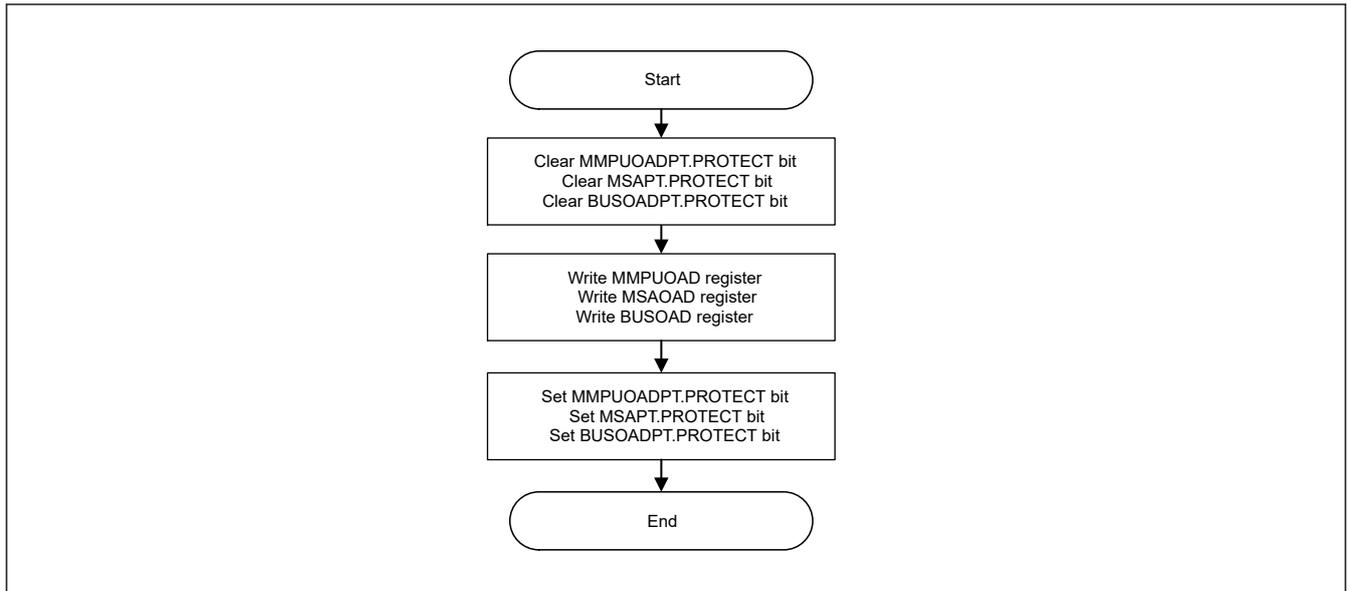 Start
Clear MMPUOADPT.PROTECT bit
Clear MSAPT.PROTECT bit
Clear BUSOADPT.PROTECT bit
Write MMPUOAD register
Write MSAOAD register
Write BUSOAD register
Set MMPUOADPT.PROTECT bit
Set MSAPT.PROTECT bit
Set BUSOADPT.PROTECT bit
End